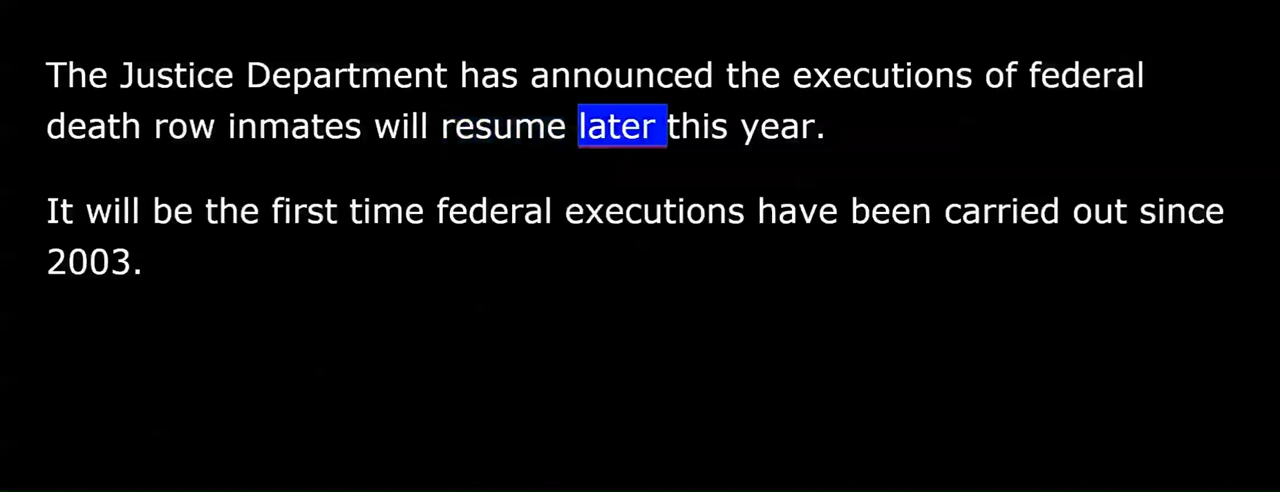 The Justice Department has announced the executions of federal
death row inmates will resume later this year.
It will be the first time federal executions have been carried out since
2003.